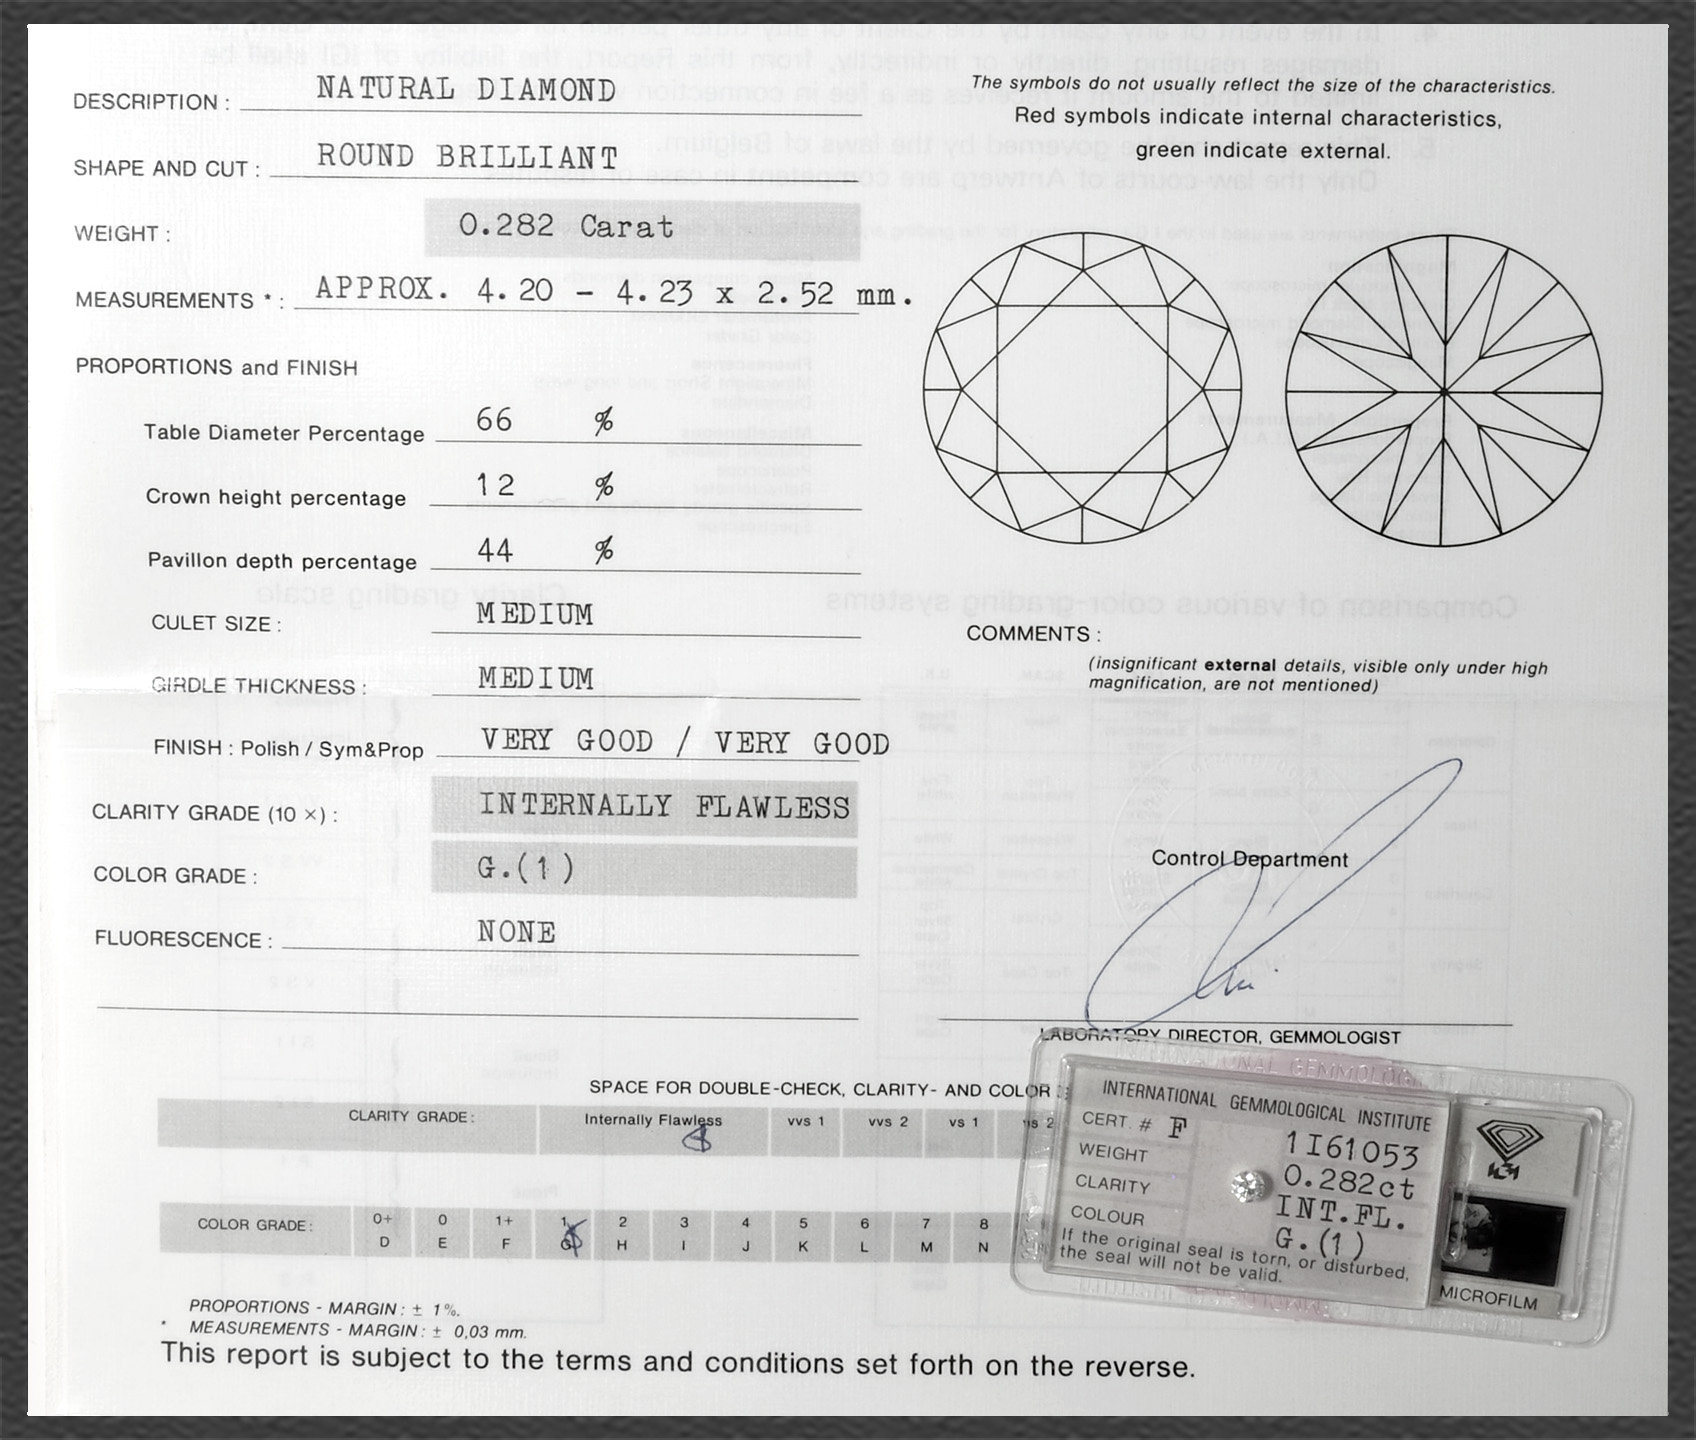 DESCRIPTION : NATURAL DIAMOND
SHAPE AND CUT : ROUND BRILLIANT
WEIGHT : 0.282 Carat
MEASUREMENTS * : APPROX. 4.20 - 4.23 x 2.52 mm.
PROPORTIONS and FINISH
Table Diameter Percentage 66 %
Crown height percentage 12 %
Pavillon depth percentage 44 %
CULET SIZE : MEDIUM
GIRDLE THICKNESS : MEDIUM
FINISH : Polish / Sym&Prop VERY GOOD / VERY GOOD
CLARITY GRADE (10 ×) : INTERNALLY FLAWLESS
COLOR GRADE : G.(1)
FLUORESCENCE : NONE
The symbols do not usually reflect the size of the characteristics.
Red symbols indicate internal characteristics,
green indicate external.
COMMENTS :
(insignificant external details, visible only under high
magnification, are not mentioned)
Control Department
LABORATORY DIRECTOR, GEMMOLOGIST
SPACE FOR DOUBLE-CHECK, CLARITY- AND COLOR
CLARITY GRADE: Internally Flawless vvs 1 vvs 2 vs 1 vs 2
COLOR GRADE: 0+ 0 1+ 1 2 3 4 5 6 7 8
D E F G H I J K L M N
PROPORTIONS - MARGIN : ± 1%.
* MEASUREMENTS - MARGIN : ± 0,03 mm.
This report is subject to the terms and conditions set forth on the reverse.
INTERNATIONAL GEMMOLOGICAL INSTITUTE
CERT. # F 1I61053
WEIGHT 0.282ct
CLARITY INT.FL.
COLOUR G.(1)
If the original seal is torn, or disturbed,
the seal will not be valid.
MICROFILM